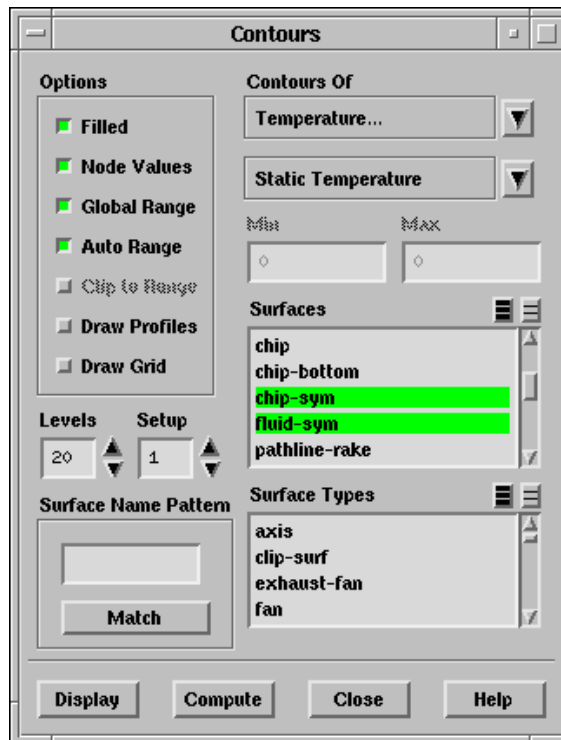 Contours
Options
Filled
Node Values
Global Range
Auto Range
Clip to Range
Draw Profiles
Draw Grid
Levels
Setup
20
1
Surface Name Pattern
Match
Contours Of
Temperature...
Static Temperature
Min
Max
0
0
Surfaces
chip
chip-bottom
chip-sym
fluid-sym
pathline-rake
Surface Types
axis
clip-surf
exhaust-fan
fan
Display
Compute
Close
Help